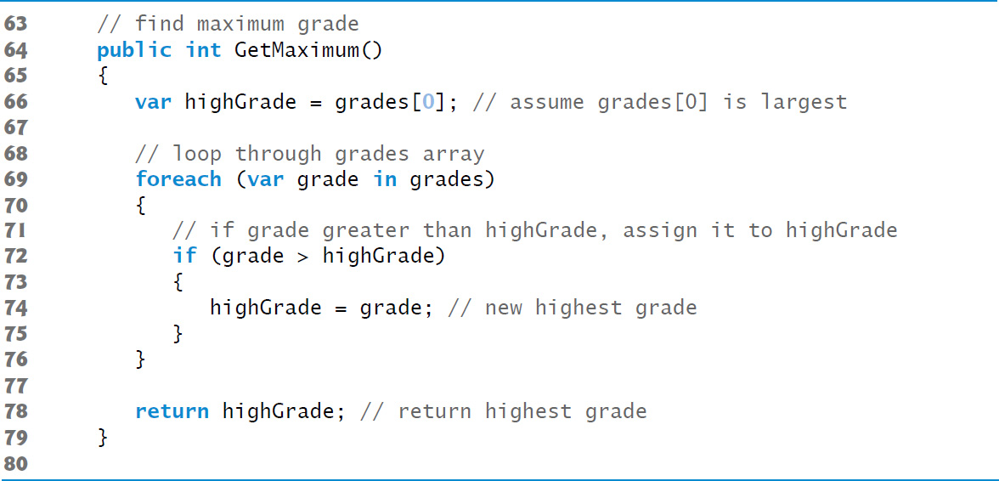 63 // find maximum grade
64 public int GetMaximum()
65 {
66 var highGrade = grades[0]; // assume grades[0] is largest
67
68 // loop through grades array
69 foreach (var grade in grades)
70 {
71 // if grade greater than highGrade, assign it to highGrade
72 if (grade > highGrade)
73 {
74 highGrade = grade; // new highest grade
75 }
76 }
77
78 return highGrade; // return highest grade
79 }
80